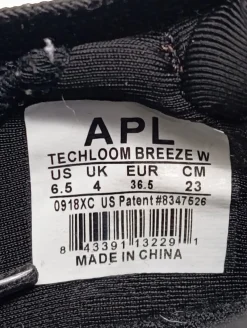 APL
TECHLOOM BREEZE W
US UK EUR CM
6.5 4 36.5 23
0918XC US Patent#8347526
8 43391 13229 1
MADE IN CHINA